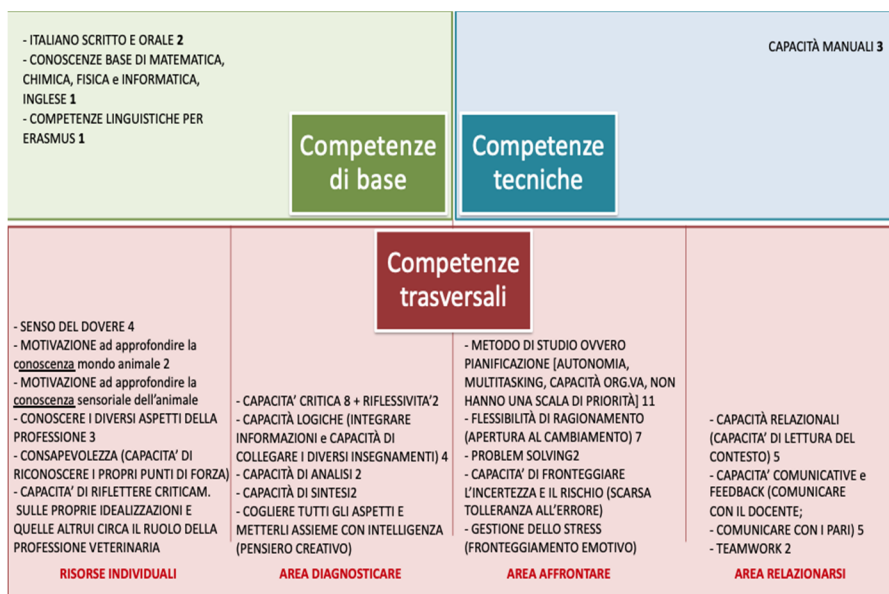 - ITALIANO SCRITTO E ORALE 2
- CONOSCENZE BASE DI MATEMATICA,
CHIMICA, FISICA e INFORMATICA,
INGLESE 1
- COMPETENZE LINGUISTICHE PER
ERASMUS 1
CAPACITÀ MANUALI 3
Competenze
di base
Competenze
tecniche
Competenze
trasversali
- SENSO DEL DOVERE 4
- MOTIVAZIONE ad approfondire la
conoscenza mondo animale 2
- MOTIVAZIONE ad approfondire la
conoscenza sensoriale dell'animale
- CONOSCERE I DIVERSI ASPETTI DELLA
PROFESSIONE 3
- CONSAPEVOLEZZA (CAPACITA' DI
RICONOSCERE I PROPRI PUNTI DI FORZA)
- CAPACITA' DI RIFLETTERE CRITICAM.
SULLE PROPRIE IDEALIZZAZIONI E
QUELLE ALTRUI CIRCA IL RUOLO DELLA
PROFESSIONE VETERINARIA
RISORSE INDIVIDUALI
- CAPACITA' CRITICA 8 + RIFLESSIVITA'2
- CAPACITÀ LOGICHE (INTEGRARE
INFORMAZIONI e CAPACITÀ DI
COLLEGARE I DIVERSI INSEGNAMENTI) 4
- CAPACITÀ DI ANALISI 2
- CAPACITÀ DI SINTESI2
- COGLIERE TUTTI GLI ASPETTI E
METTERLI ASSIEME CON INTELLIGENZA
(PENSIERO CREATIVO)
AREA DIAGNOSTICARE
- METODO DI STUDIO OVVERO
PIANIFICAZIONE [AUTONOMIA,
MULTITASKING, CAPACITÀ ORG.VA, NON
HANNO UNA SCALA DI PRIORITÀ] 11
- FLESSIBILITÀ DI RAGIONAMENTO
(APERTURA AL CAMBIAMENTO) 7
- PROBLEM SOLVING2
- CAPACITA' DI FRONTEGGIARE
L'INCERTEZZA E IL RISCHIO (SCARSA
TOLLERANZA ALL'ERRORE)
- GESTIONE DELLO STRESS
(FRONTEGGIAMENTO EMOTIVO)
AREA AFFRONTARE
- CAPACITÀ RELAZIONALI
(CAPACITA' DI LETTURA DEL
CONTESTO) 5
- CAPACITA' COMUNICATIVE e
FEEDBACK (COMUNICARE
CON IL DOCENTE;
- COMUNICARE CON I PARI) 5
- TEAMWORK 2
AREA RELAZIONARSI